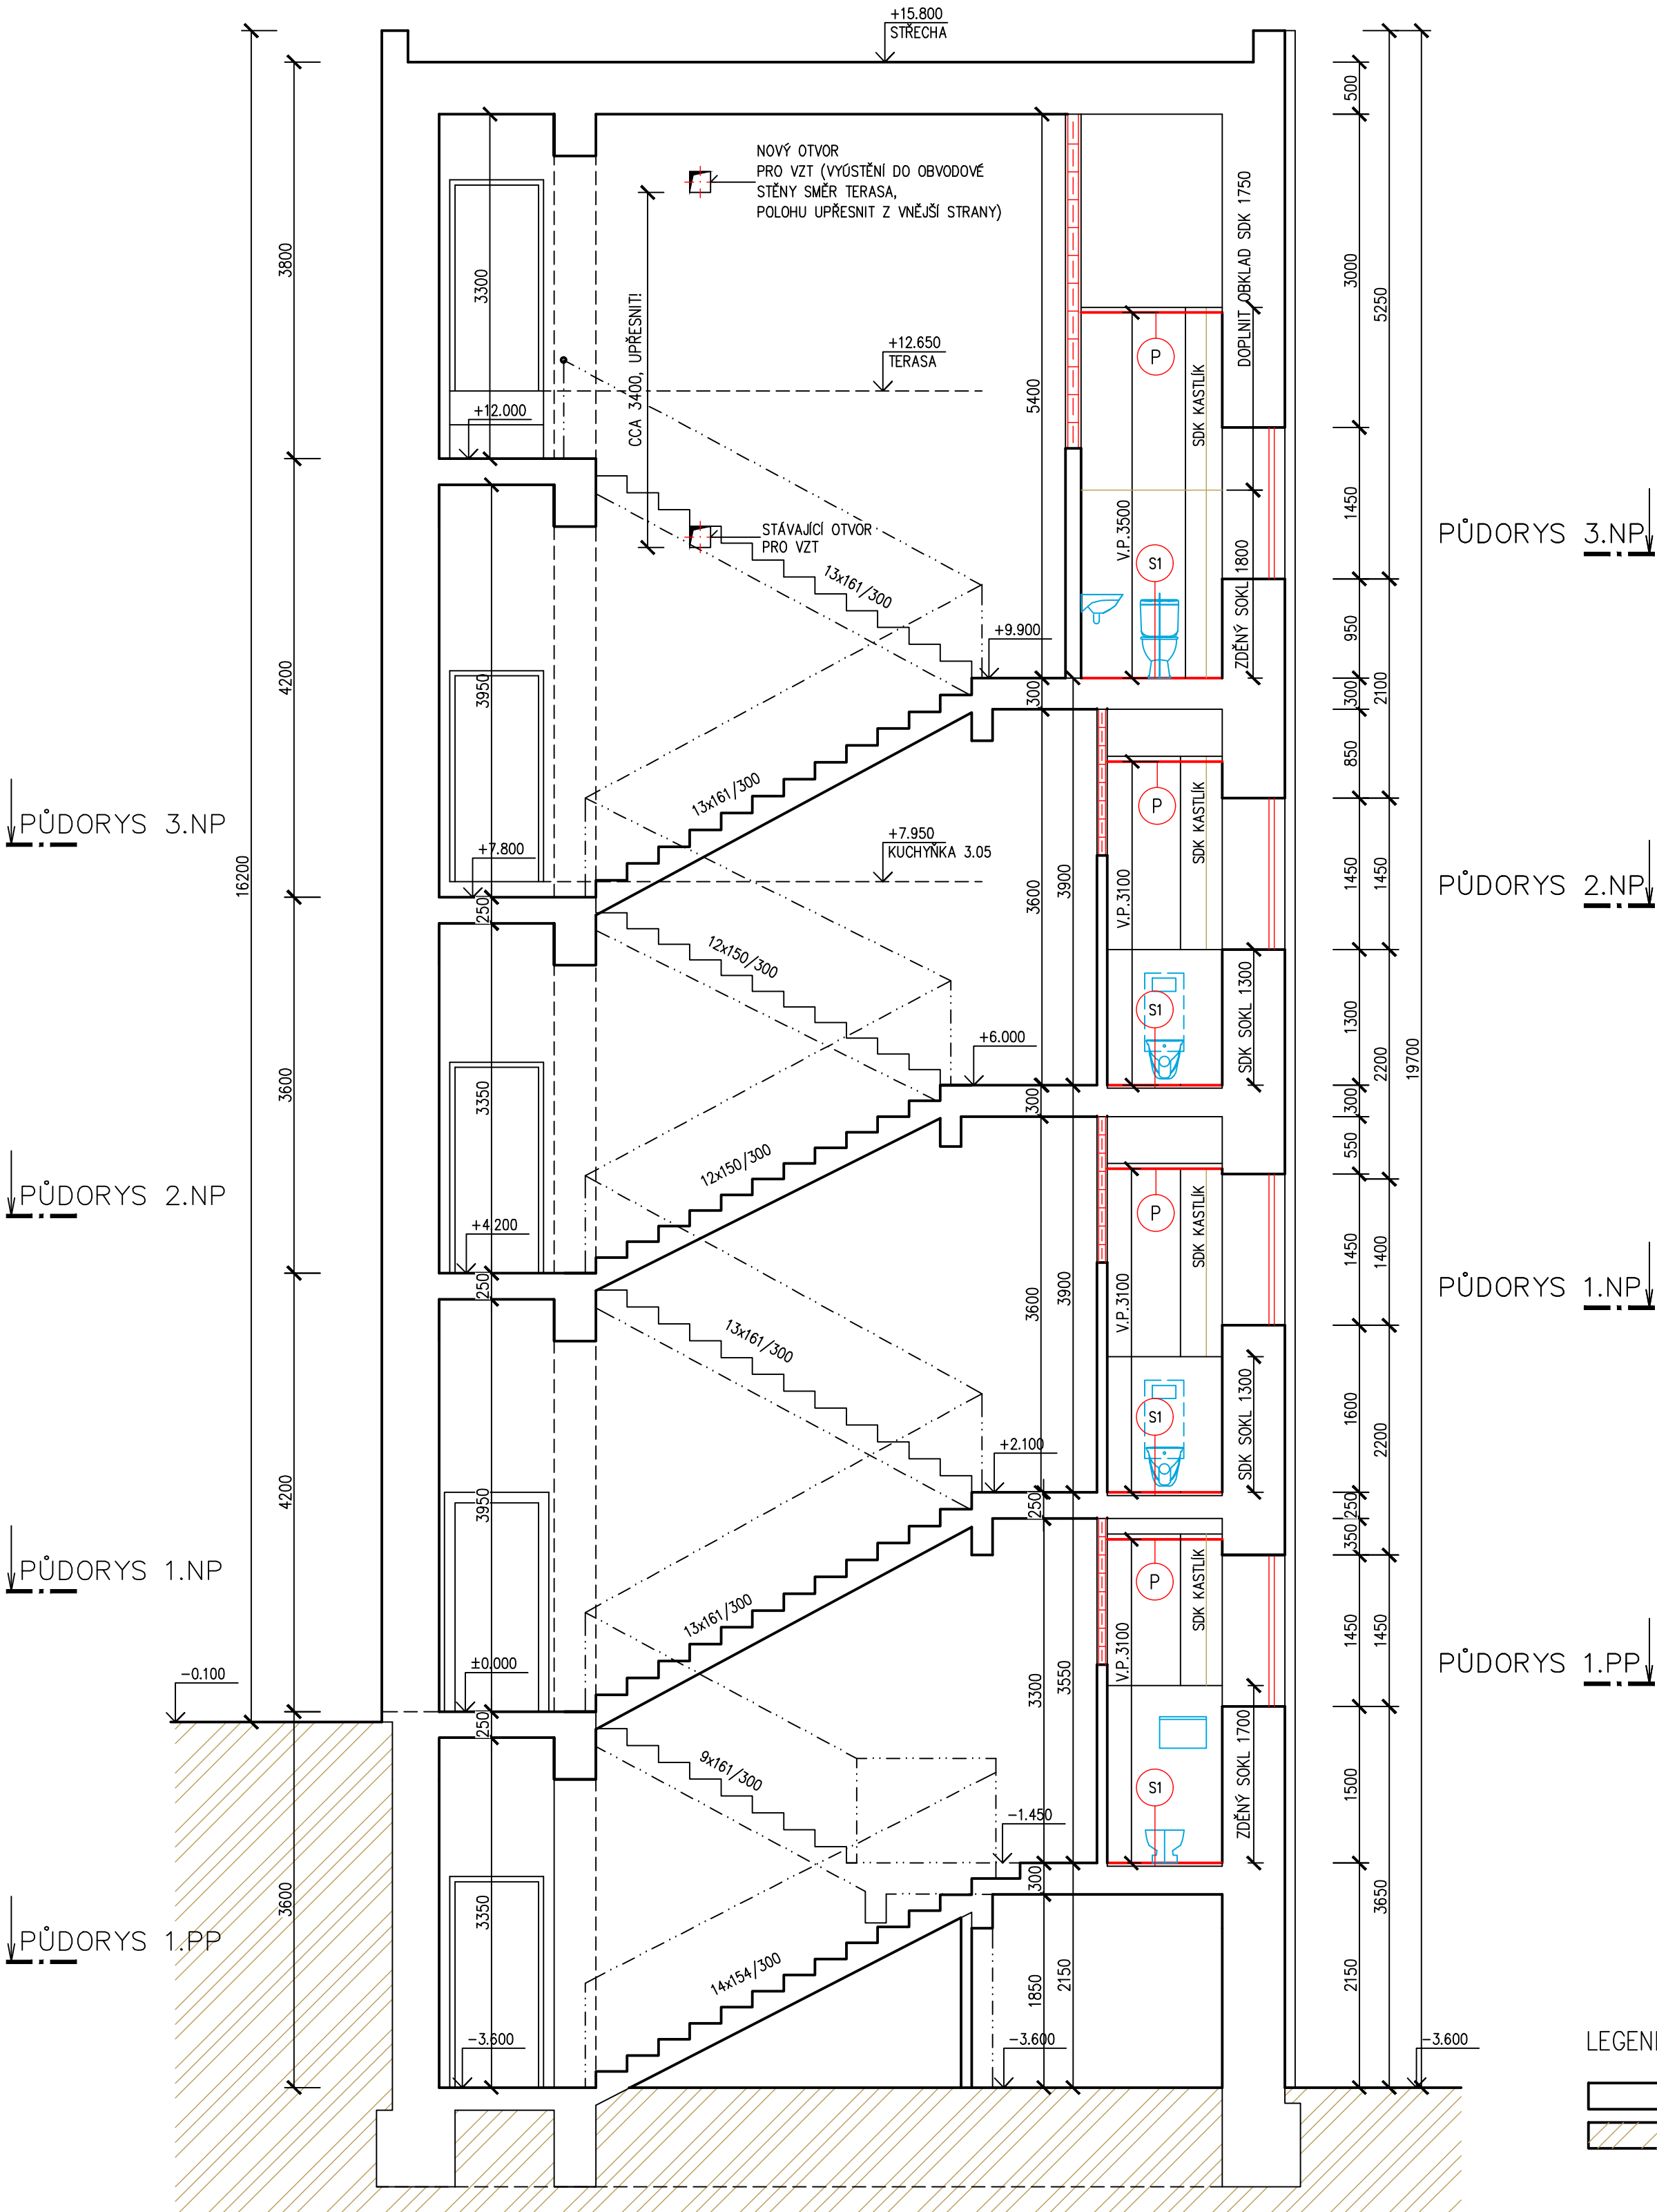 +15.800
STŘECHA
NOVÝ OTVOR
PRO VZT (VYÚSTĚNÍ DO OBVODOVÉ
STĚNY SMĚR TERASA,
POLOHU UPŘESNIT Z VNĚJŠÍ STRANY)
CCA 3400, UPŘESNIT!
+12.650
TERASA
+12.000
STÁVAJÍCÍ OTVOR
PRO VZT
13x161/300
+9.900
13x161/300
+7.950
KUCHYŇKA 3.05
+7.800
12x150/300
+6.000
12x150/300
+4.200
13x161/300
+2.100
13x161/300
±0.000
-0.100
9x161/300
-1.450
14x154/300
-3.600
-3.600
-3.600
16200
3800
4200
3600
4200
3600
3300
3950
250
3350
250
3950
250
3350
5400
300
3600
3900
300
3600
3900
250
3300
3550
300
1850
2150
P
SDK KASTLÍK
V.P.3500
S1
DOPLNIT OBKLAD SDK 1750
ZDĚNÝ SOKL 1800
P
SDK KASTLÍK
V.P.3100
S1
SDK SOKL 1300
P
SDK KASTLÍK
V.P.3100
S1
SDK SOKL 1300
P
SDK KASTLÍK
V.P.3100
S1
ZDĚNÝ SOKL 1700
500
3000
1450
950
300
850
1450
1300
300
550
1450
1600
250
350
1450
1500
2150
5250
2100
1450
2200
1400
2200
1450
3650
19700
PŮDORYS 3.NP
PŮDORYS 2.NP
PŮDORYS 1.NP
PŮDORYS 1.PP
PŮDORYS 3.NP
PŮDORYS 2.NP
PŮDORYS 1.NP
PŮDORYS 1.PP